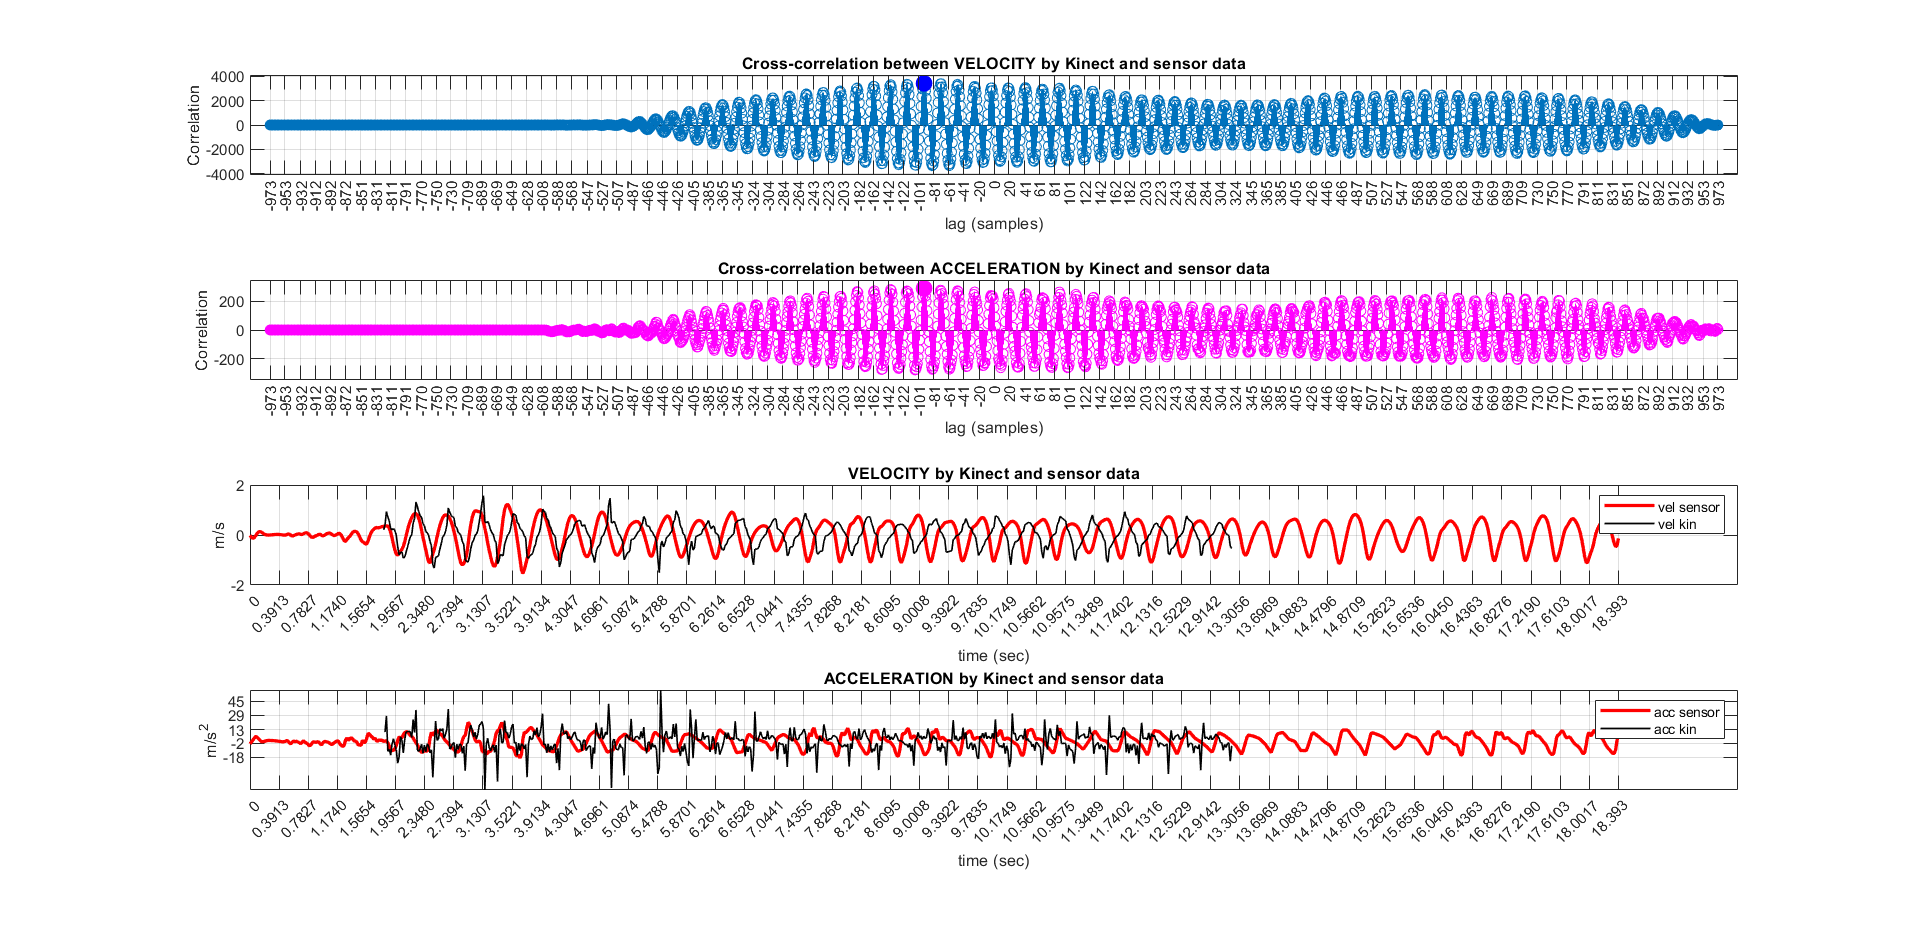 Cross-correlation between VELOCITY by Kinect and sensor data
4000
2000
0
-2000
-4000
Correlation
-973 -953 -932 -912 -892 -872 -851 -831 -811 -791 -770 -750 -730 -709 -689 -669 -649 -628 -608 -588 -568 -547 -527 -507 -487 -466 -446 -426 -405 -385 -365 -345 -324 -304 -284 -264 -243 -223 -203 -182 -162 -142 -122 -101 -81 -61 -41 -20 0 20 41 61 81 101 122 142 162 182 203 223 243 264 284 304 324 345 365 385 405 426 446 466 487 507 527 547 568 588 608 628 649 669 689 709 730 750 770 791 811 831 851 872 892 912 932 953 973
lag (samples)
Cross-correlation between ACCELERATION by Kinect and sensor data
200
0
-200
Correlation
-973 -953 -932 -912 -892 -872 -851 -831 -811 -791 -770 -750 -730 -709 -689 -669 -649 -628 -608 -588 -568 -547 -527 -507 -487 -466 -446 -426 -405 -385 -365 -345 -324 -304 -284 -264 -243 -223 -203 -182 -162 -142 -122 -101 -81 -61 -41 -20 0 20 41 61 81 101 122 142 162 182 203 223 243 264 284 304 324 345 365 385 405 426 446 466 487 507 527 547 568 588 608 628 649 669 689 709 730 750 770 791 811 831 851 872 892 912 932 953 973
lag (samples)
VELOCITY by Kinect and sensor data
2
0
-2
m/s
vel sensor
vel kin
0 0.3913 0.7827 1.1740 1.5654 1.9567 2.3480 2.7394 3.1307 3.5221 3.9134 4.3047 4.6961 5.0874 5.4788 5.8701 6.2614 6.6528 7.0441 7.4355 7.8268 8.2181 8.6095 9.0008 9.3922 9.7835 10.1749 10.5662 10.9575 11.3489 11.7402 12.1316 12.5229 12.9142 13.3056 13.6969 14.0883 14.4796 14.8709 15.2623 15.6536 16.0450 16.4363 16.8276 17.2190 17.6103 18.0017 18.393
time (sec)
ACCELERATION by Kinect and sensor data
45
29
13
-2
-18
m/s2
acc sensor
acc kin
0 0.3913 0.7827 1.1740 1.5654 1.9567 2.3480 2.7394 3.1307 3.5221 3.9134 4.3047 4.6961 5.0874 5.4788 5.8701 6.2614 6.6528 7.0441 7.4355 7.8268 8.2181 8.6095 9.0008 9.3922 9.7835 10.1749 10.5662 10.9575 11.3489 11.7402 12.1316 12.5229 12.9142 13.3056 13.6969 14.0883 14.4796 14.8709 15.2623 15.6536 16.0450 16.4363 16.8276 17.2190 17.6103 18.0017 18.393
time (sec)